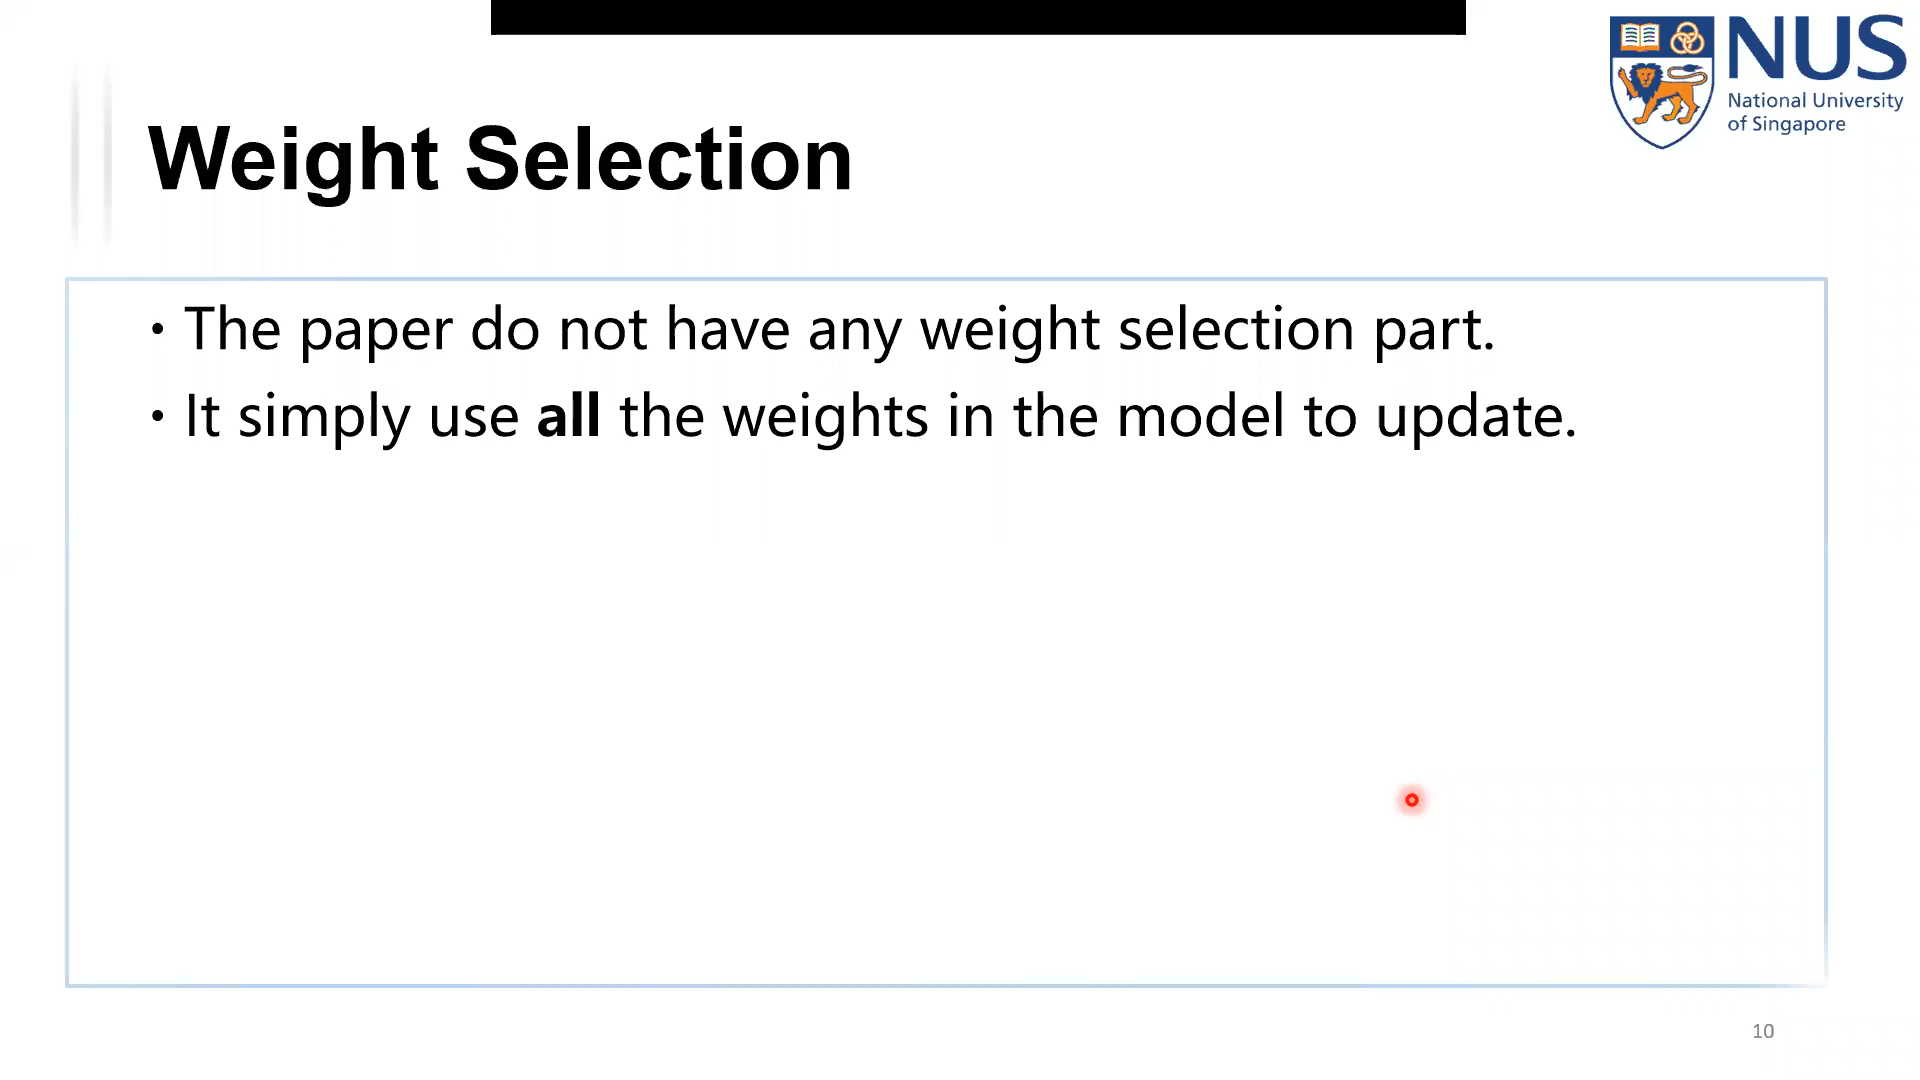 NUS
National University
of Singapore
Weight Selection
• The paper do not have any weight selection part.
• It simply use all the weights in the model to update.
10